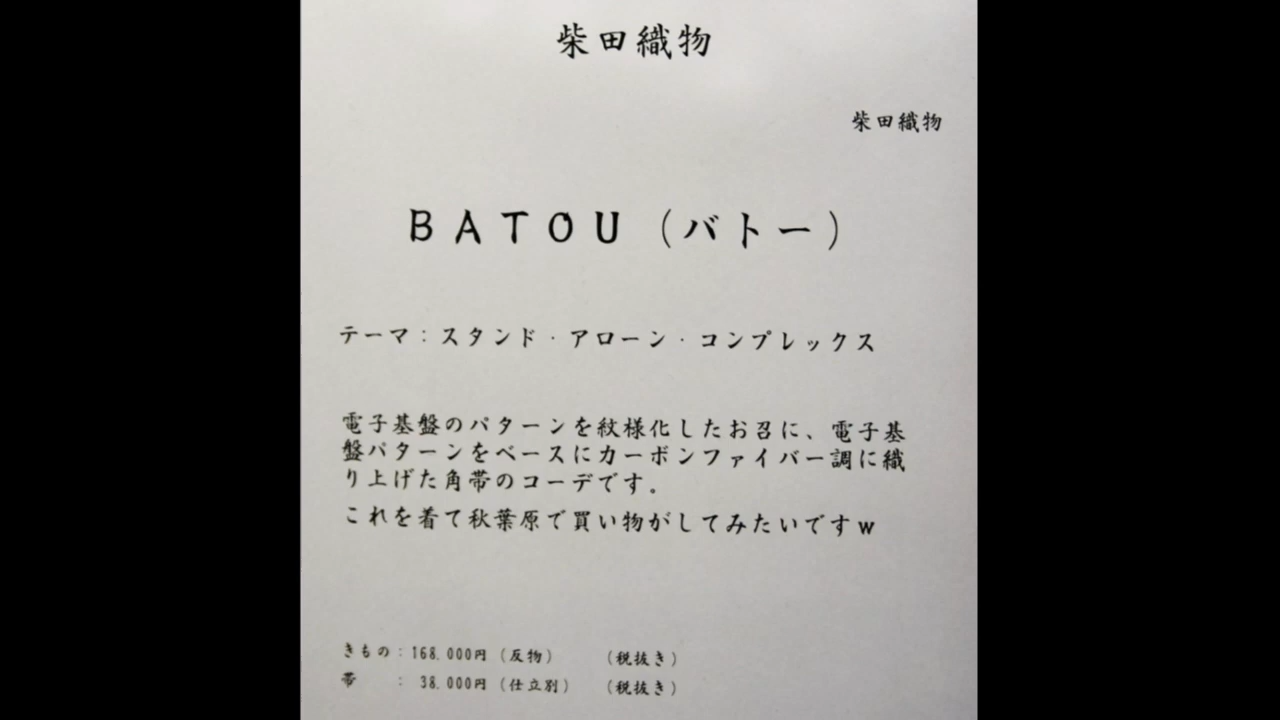 柴田織物
柴田織物
ＢＡＴＯＵ（バトー）
テーマ：スタンド・アローン・コンプレックス
電子基盤のパターンを紋様化したお召に、電子基
盤パターンをベースにカーボンファイバー調に織
り上げた角帯のコーデです。
これを着て秋葉原で買い物がしてみたいですｗ
きもの：168.000円（反物）　　（税抜き）
帯　　： 38.000円（仕立別）　（税抜き）